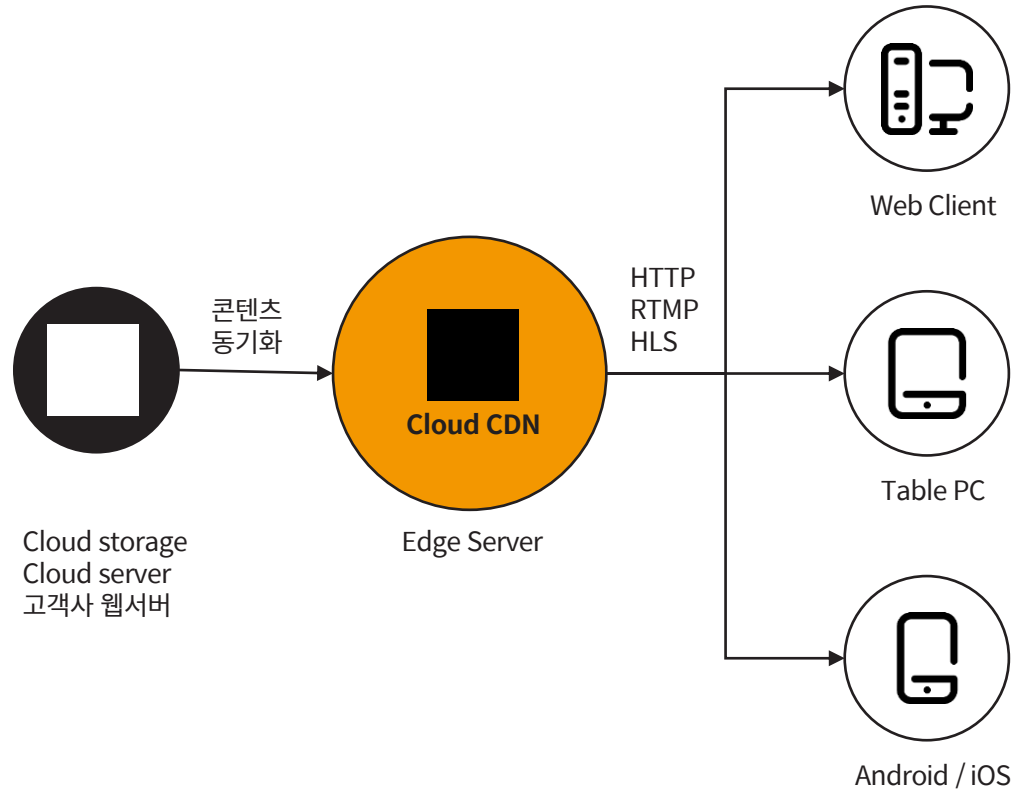 Web Client
콘텐츠
동기화
HTTP
RTMP
HLS
Cloud CDN
Table PC
Cloud storage
Cloud server
고객사 웹서버
Edge Server
Android / iOS